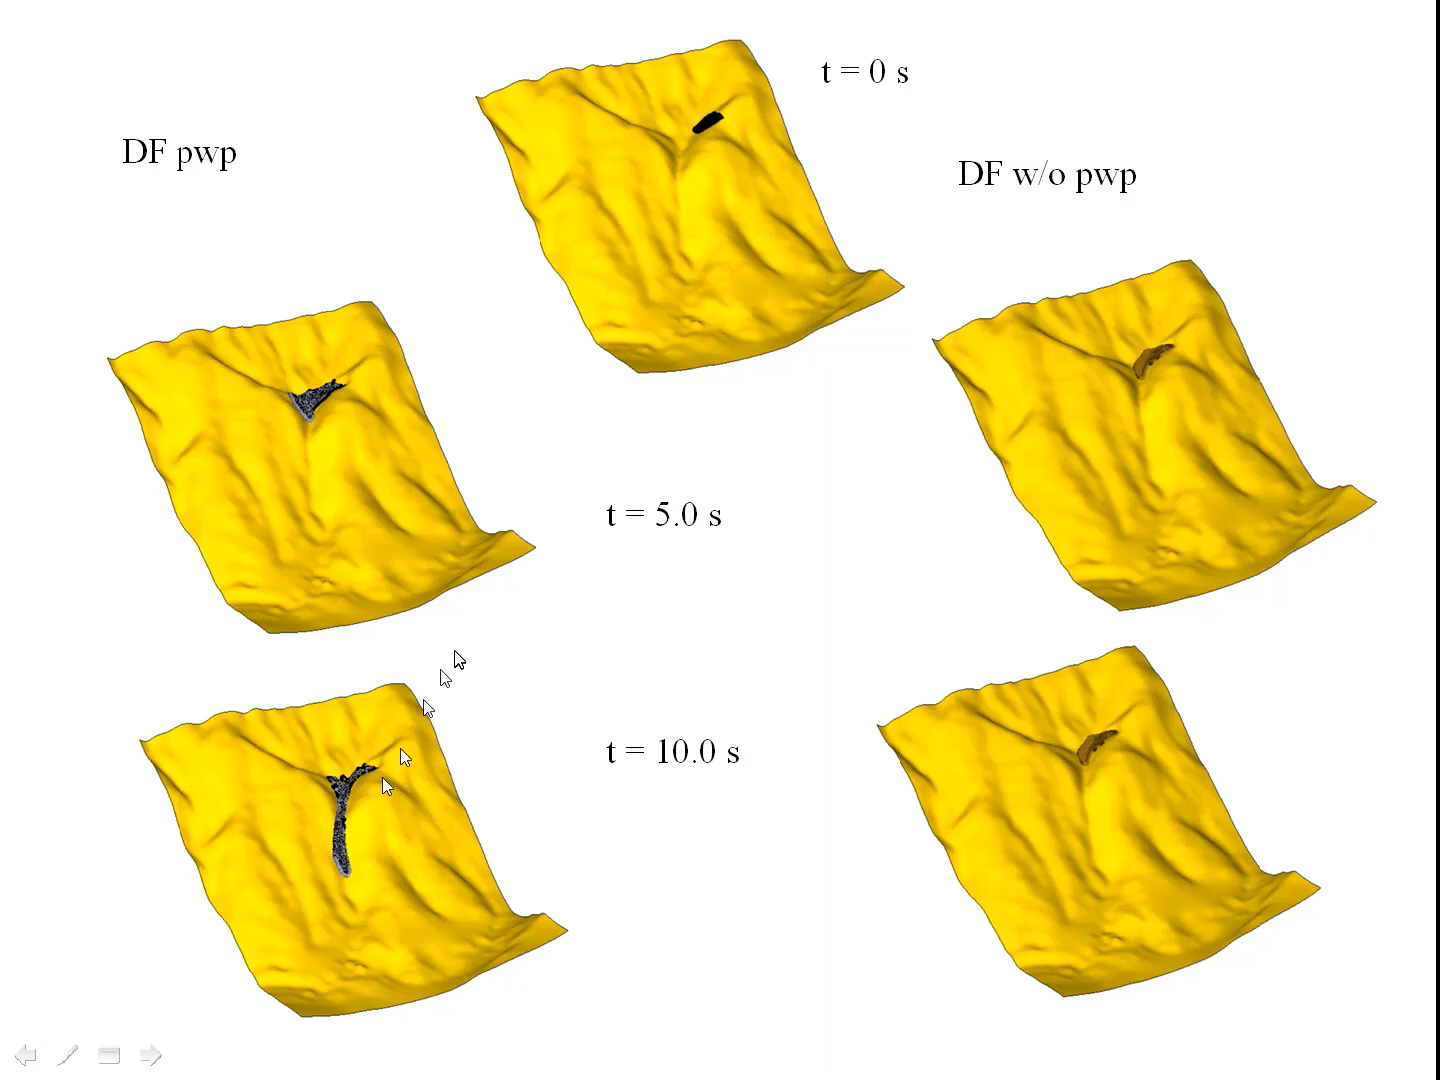 t = 0 s
DF pwp
DF w/o pwp
t = 5.0 s
t = 10.0 s